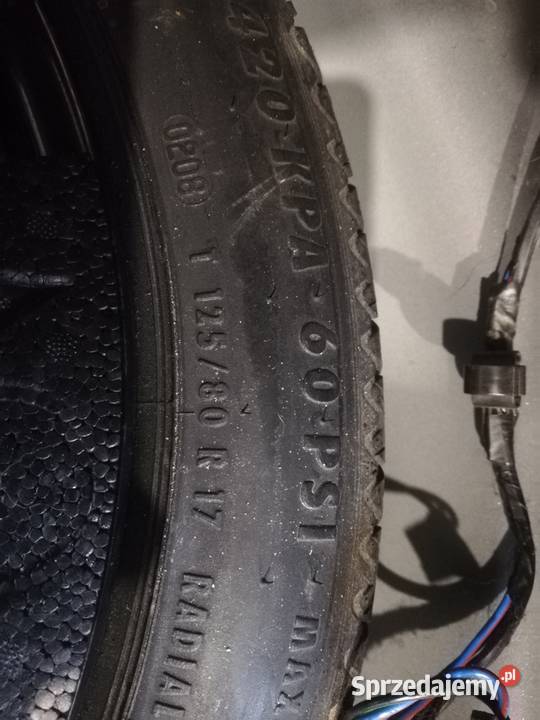 420-KPA-60-PSI-MAX
0208
T 125/80 R 17 RADIAL
Sprzedajemy.pl